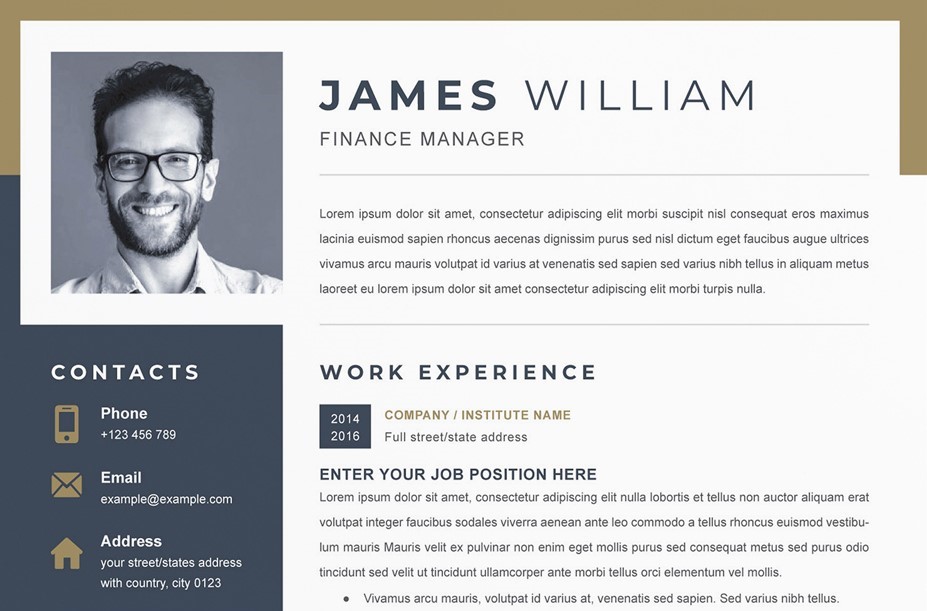 JAMES WILLIAM
FINANCE MANAGER
Lorem ipsum dolor sit amet, consectetur adipiscing elit morbi suscipit nisl consequat eros maximus
lacinia euismod sapien rhoncus aecenas dignissim purus sed nisl dictum eget faucibus augue ultrices
vivamus arcu mauris volutpat id varius at venenatis sed sapien sed varius nibh tellus in aliquam metus
laoreet eu lorem ipsum dolor sit amet consectetur adipiscing elit morbi turpis nulla.
CONTACTS
Phone
+123 456 789
Email
example@example.com
Address
your street/states address
with country, city 0123
WORK EXPERIENCE
2014
2016
COMPANY / INSTITUTE NAME
Full street/state address
ENTER YOUR JOB POSITION HERE
Lorem ipsum dolor sit amet, consectetur adipiscing elit nulla lobortis et tellus non auctor aliquam erat
volutpat integer faucibus sodales viverra aenean ante leo commodo a tellus rhoncus euismod vestibu-
lum mauris Mauris velit ex pulvinar non enim eget mollis purus sed consequat metus sed purus odio
tincidunt sed velit ut tincidunt ullamcorper ante morbi tellus orci elementum vel mollis.
• Vivamus arcu mauris, volutpat id varius at, venenatis sed sapien. Sed varius nibh tellus.